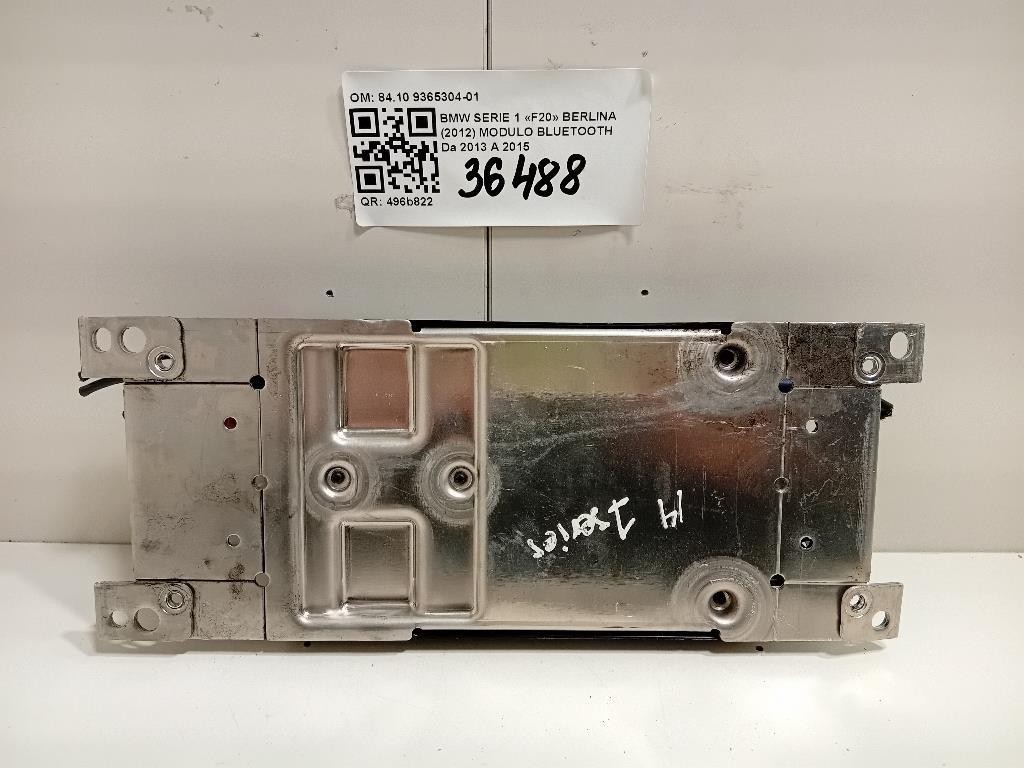 OM: 84.10 9365304-01
BMW SERIE 1 «F20» BERLINA
(2012) MODULO BLUETOOTH
Da 2013 A 2015
36488
QR: 496b822
14 1 series